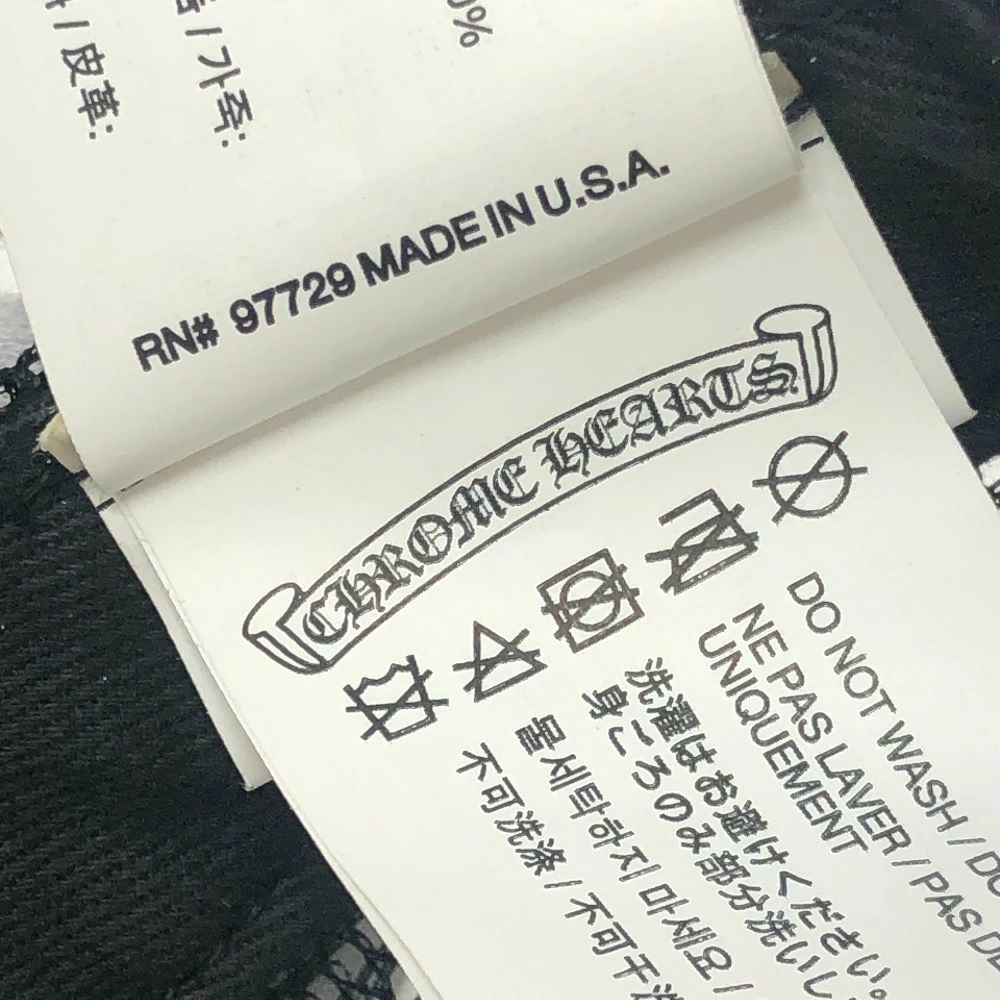 皮革:
/ 가죽:
0%
RN# 97729 MADE IN U.S.A.
CHROME HEARTS
DO NOT WASH /
NE PAS LAVER / PAS
UNIQUEMENT
洗濯はお避けください。
身ごろのみ部分洗いし
물세탁하지 마세요 /
不可洗涤 / 不可干